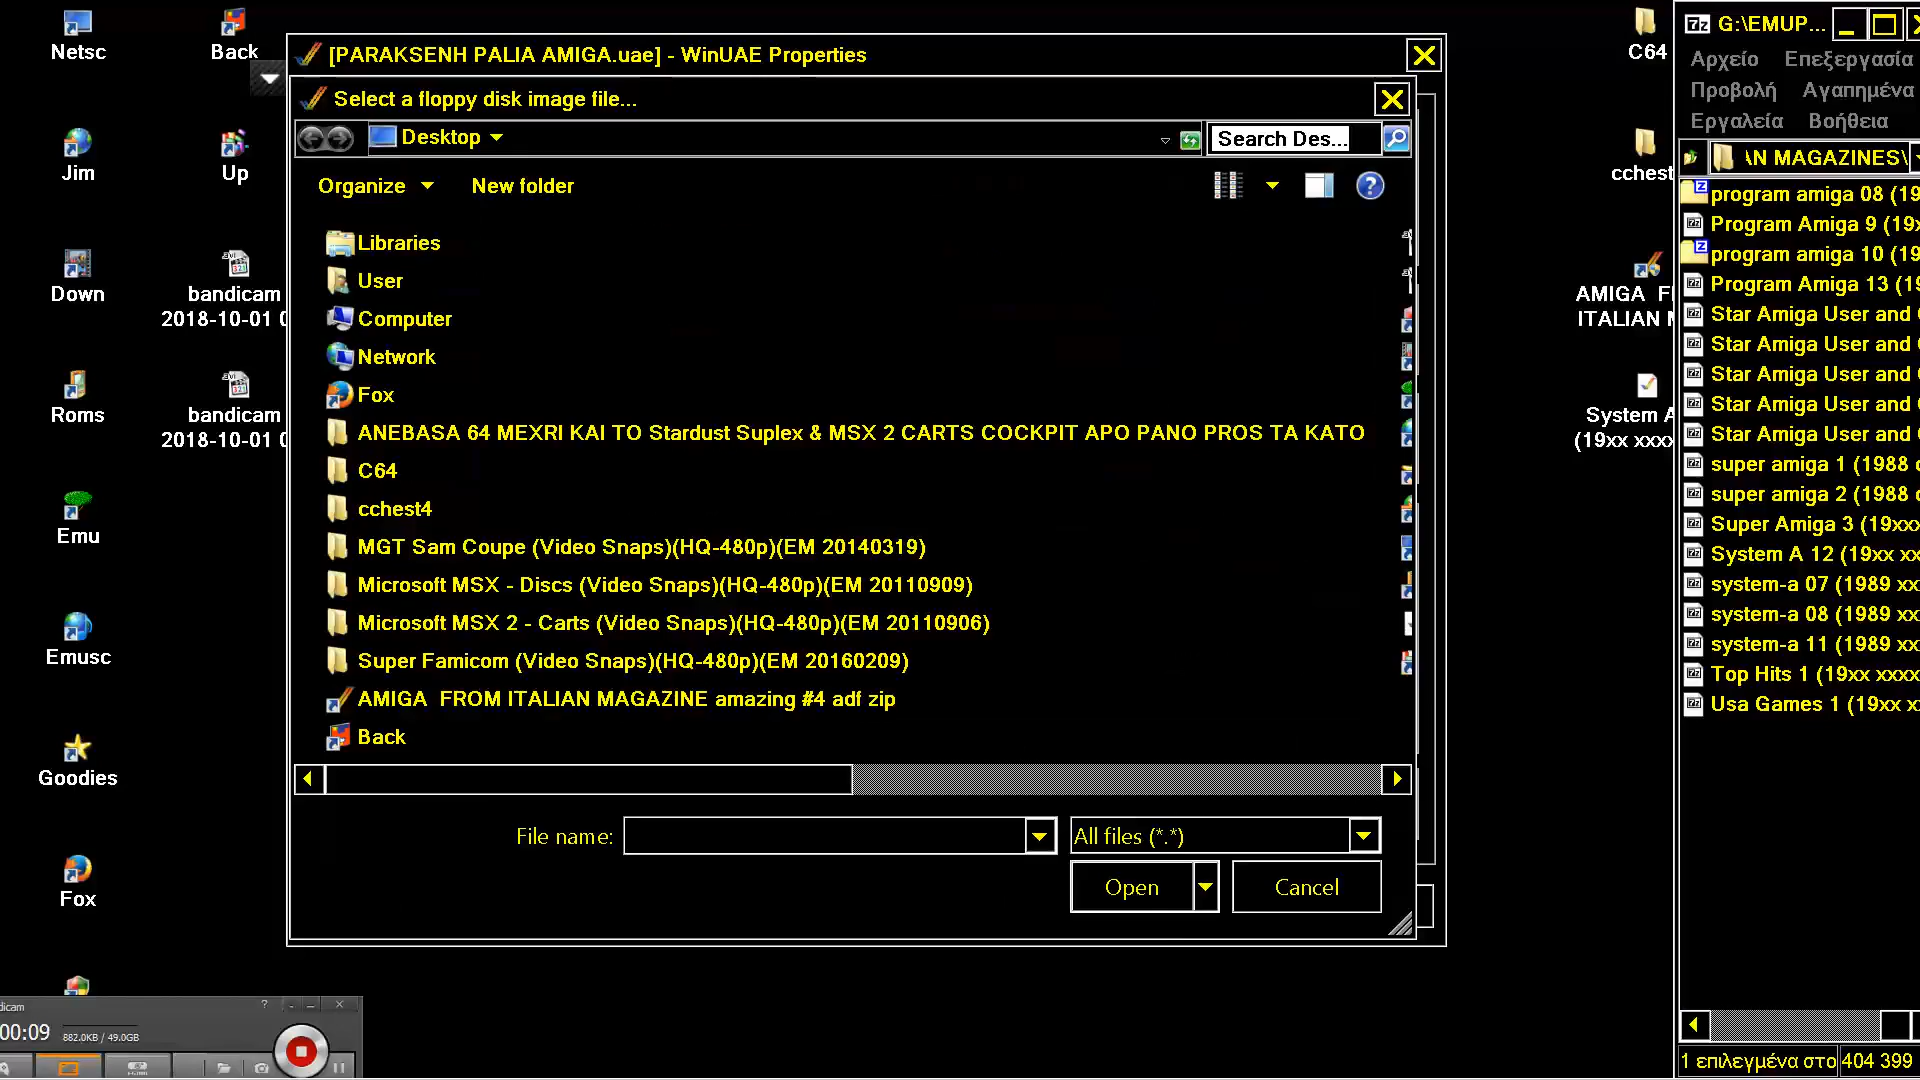 Netsc
Back
Jim
Up
Down
bandicam
2018-10-01
Roms
bandicam
2018-10-01
Emu
Emusc
Goodies
Fox
[PARAKSENH PALIA AMIGA.uae] - WinUAE Properties
Select a floppy disk image file...
Desktop
Search Des...
Organize
New folder
Libraries
User
Computer
Network
Fox
ANEBASA 64 MEXRI KAI TO Stardust Suplex & MSX 2 CARTS COCKPIT APO PANO PROS TA KATO
C64
cchest4
MGT Sam Coupe (Video Snaps)(HQ-480p)(EM 20140319)
Microsoft MSX - Discs (Video Snaps)(HQ-480p)(EM 20110909)
Microsoft MSX 2 - Carts (Video Snaps)(HQ-480p)(EM 20110906)
Super Famicom (Video Snaps)(HQ-480p)(EM 20160209)
AMIGA  FROM ITALIAN MAGAZINE amazing #4 adf zip
Back
File name:
All files (*.*)
Open
Cancel
C64
cchest
AMIGA
ITALIAN
System A
(19xx xxxx
G:\EMUP...
Αρχείο Επεξεργασία
Προβολή Αγαπημένα
Εργαλεία Βοήθεια
AN MAGAZINES\
program amiga 08 (19
Program Amiga 9 (19x
program amiga 10 (19
Program Amiga 13 (19
Star Amiga User and
Star Amiga User and
Star Amiga User and
Star Amiga User and
Star Amiga User and
super amiga 1 (1988
super amiga 2 (1988
Super Amiga 3 (19xxx
System A 12 (19xx xx
system-a 07 (1989 xx
system-a 08 (1989 xx
system-a 11 (1989 xx
Top Hits 1 (19xx xxxx
Usa Games 1 (19xx x
1 επιλεγμένα στο 404 399
dicam
00:09
882.0KB / 49.0GB